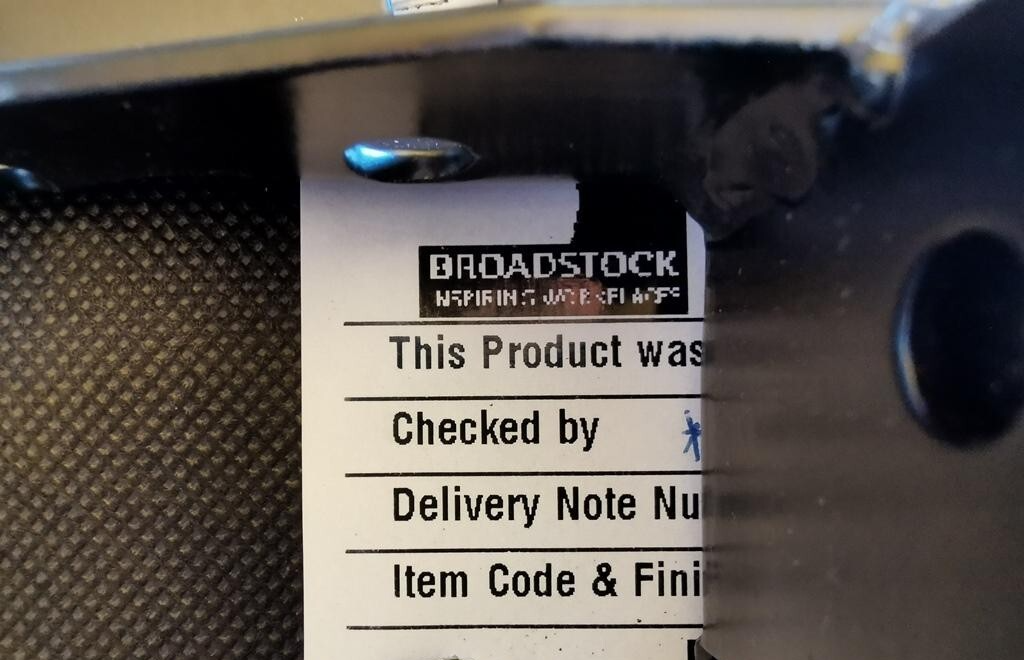 BROADSTOCK
This Product was
Checked by
Delivery Note Nu
Item Code & Fini